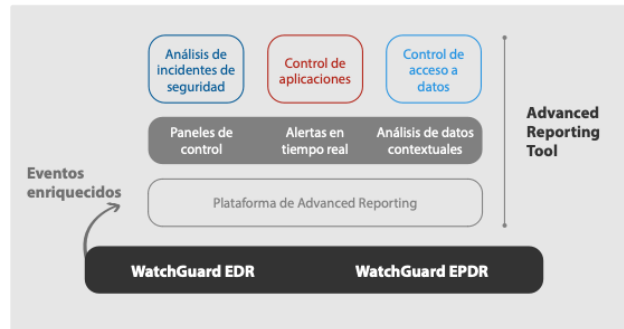 Análisis de
incidentes de
seguridad
Control de
aplicaciones
Control de
acceso a
datos
Paneles de
control
Alertas en
tiempo real
Análisis de datos
contextuales
Advanced
Reporting
Tool
Eventos
enriquecidos
Plataforma de Advanced Reporting
WatchGuard EDR
WatchGuard EPDR